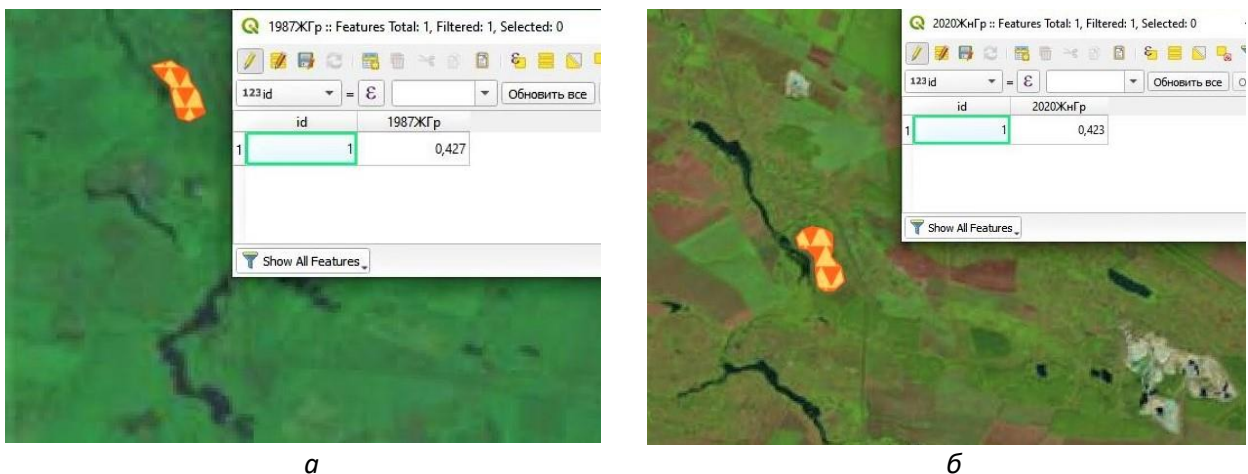 1987ЖГр :: Features Total: 1, Filtered: 1, Selected: 0
123 id = ε Обновить все
id 1987ЖГр
1 1 0,427
Show All Features
а
2020ЖнГр :: Features Total: 1, Filtered: 1, Selected: 0
123 id = ε Обновить все О
id 2020ЖнГр
1 1 0,423
Show All Features
б